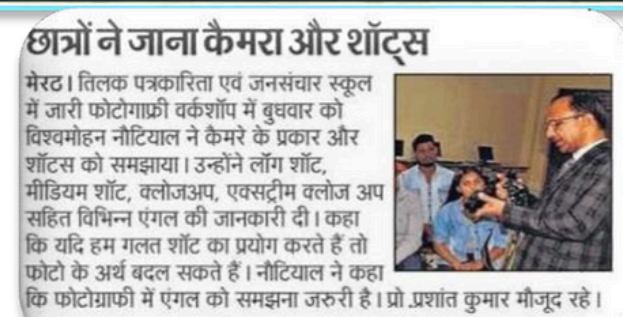 छात्रों ने जाना कैमरा और शॉट्स
मेरठ। तिलक पत्रकारिता एवं जनसंचार स्कूल
में जारी फोटोगाफ्री वर्कशॉप में बुधवार को
विश्वमोहन नौटियाल ने कैमरे के प्रकार और
शॉटस को समझाया। उन्होंने लॉग शॉट,
मीडियम शॉट, क्लोजअप, एक्सट्रीम क्लोज अप
सहित विभिन्न एंगल की जानकारी दी। कहा
कि यदि हम गलत शॉट का प्रयोग करते हैं तो
फोटो के अर्थ बदल सकते हैं। नौटियाल ने कहा
कि फोटोग्राफी में एंगल को समझना जरुरी है। प्रो .प्रशांत कुमार मौजूद रहे।